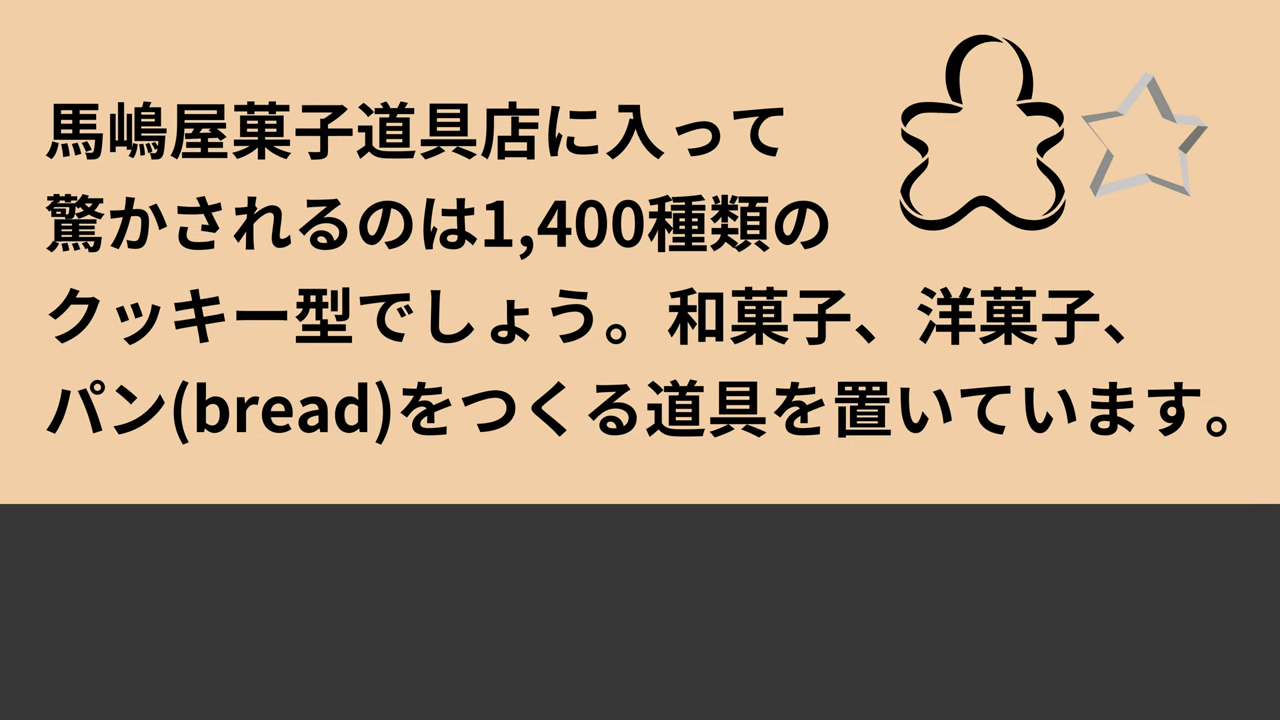 馬嶋屋菓子道具店に入って
驚かされるのは1,400種類の
クッキー型でしょう。和菓子、洋菓子、
パン(bread)をつくる道具を置いています。